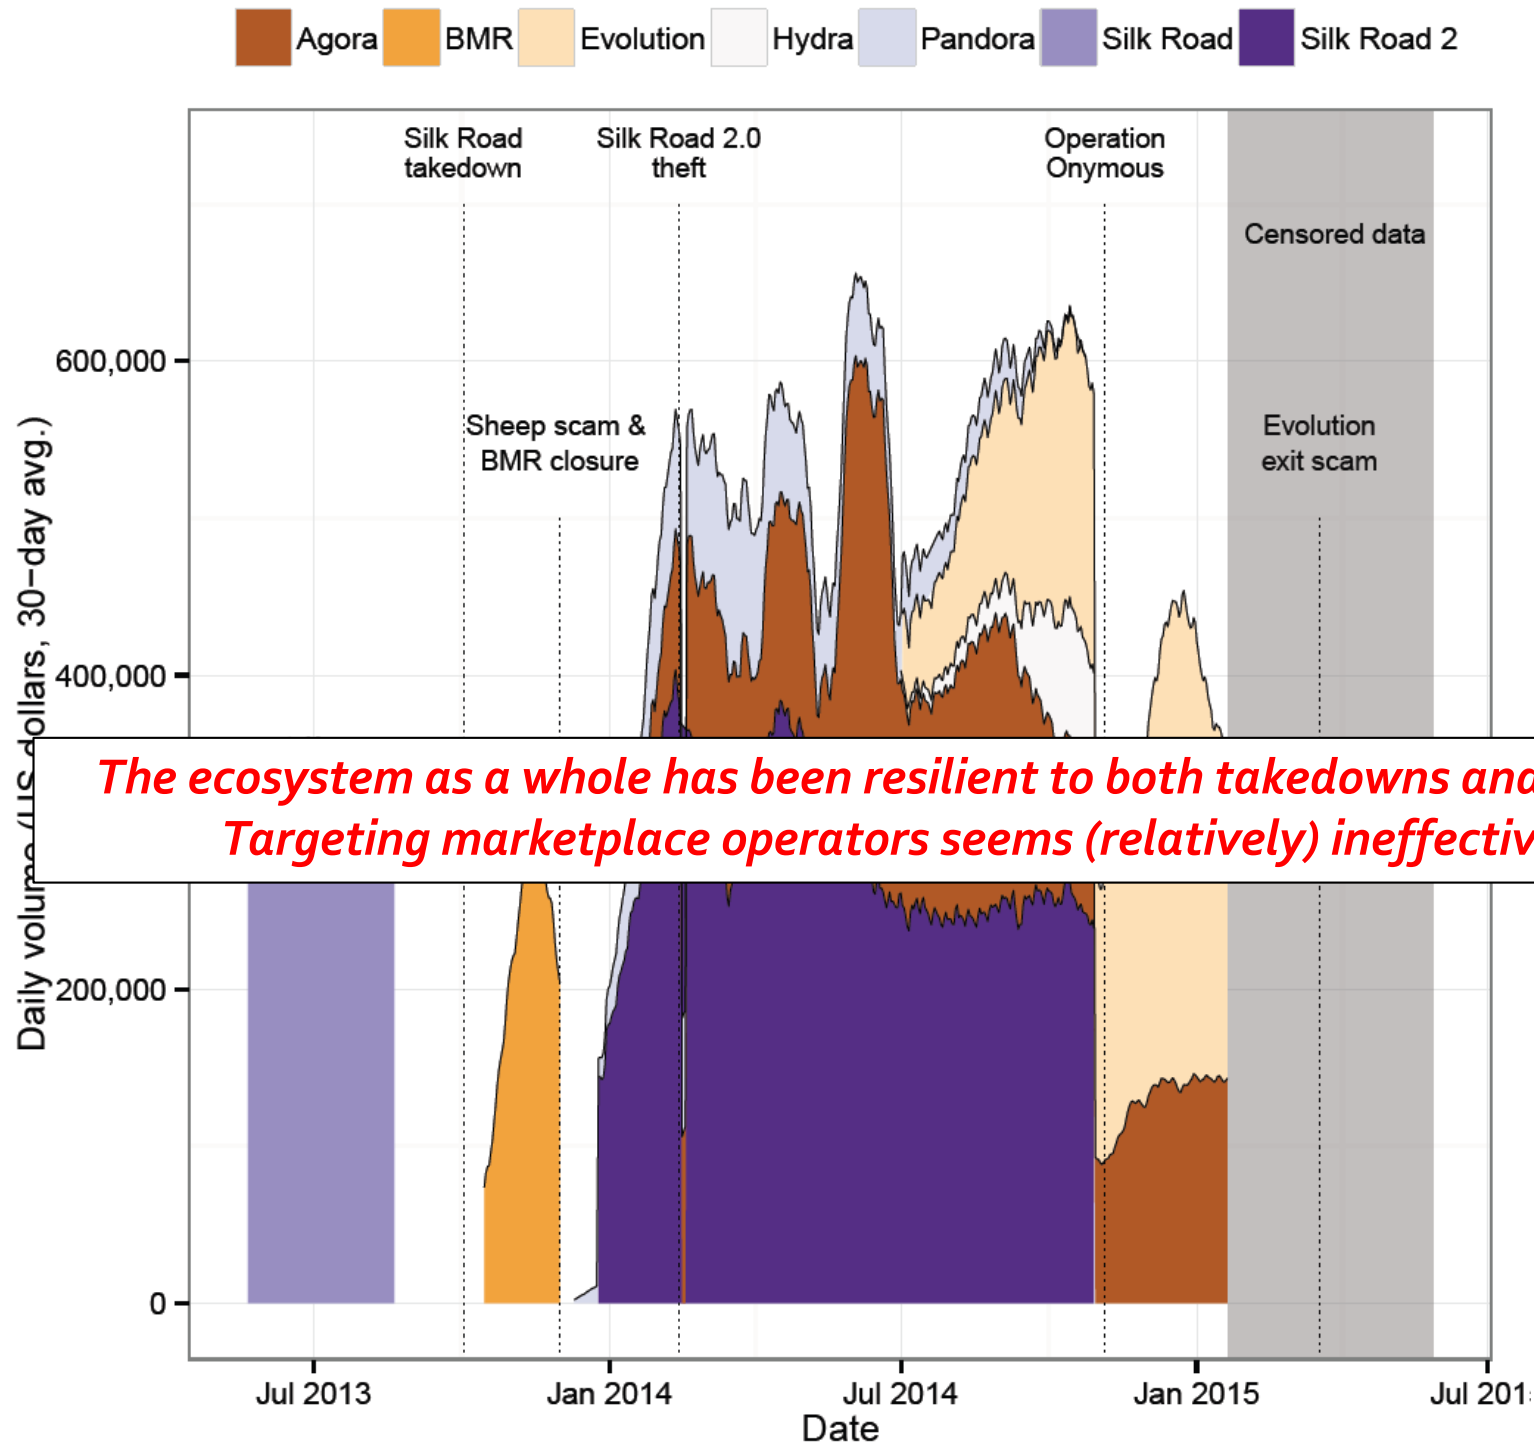 Agora BMR Evolution Hydra Pandora Silk Road Silk Road 2
Silk Road
takedown
Silk Road 2.0
theft
Operation
Onymous
Censored data
Sheep scam &
BMR closure
Evolution
exit scam
600,000
400,000
200,000
0
Daily volume (US dollars, 30-day avg.)
The ecosystem as a whole has been resilient to both takedowns and
Targeting marketplace operators seems (relatively) ineffectiv
Jul 2013
Jan 2014
Jul 2014
Jan 2015
Jul 201
Date